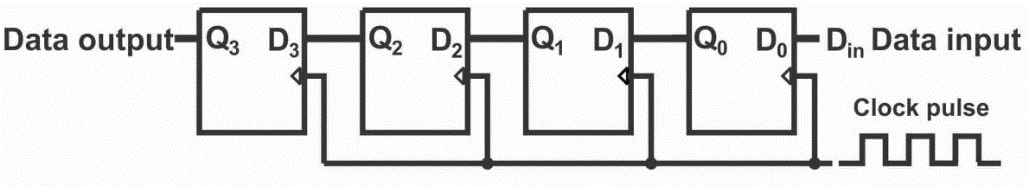 Data output Q₃ D₃ Q₂ D₂ Q₁ D₁ Q₀ D₀ Dᵢₙ Data input
Clock pulse